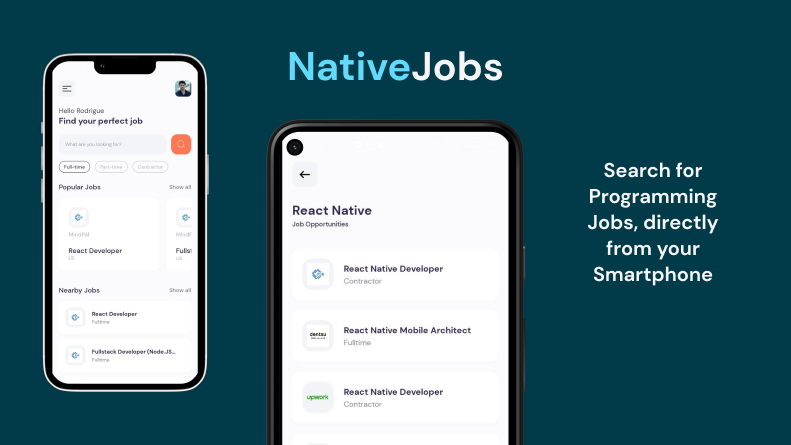 NativeJobs
Hello Rodrigue
Find your perfect job
What are you looking for?
Full-time
Part-time
Contractor
Popular Jobs
Show all
MindPal
React Developer
US
MindP
Fullst
US
Nearby Jobs
Show all
React Developer
Fulltime
Fullstack Developer (Node.JS...
Fulltime
React Native
Job Opportunities
React Native Developer
Contractor
dentsu
React Native Mobile Architect
Fulltime
upwork
React Native Developer
Contractor
Search for
Programming
Jobs, directly
from your
Smartphone